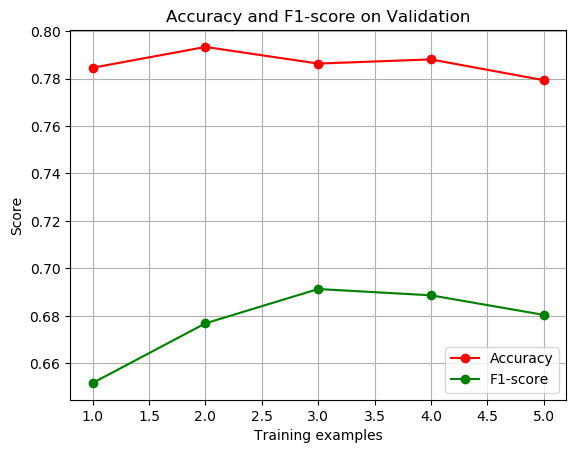 Accuracy and F1-score on Validation
0.80
0.78
0.76
0.74
0.72
0.70
0.68
0.66
Score
1.0 1.5 2.0 2.5 3.0 3.5 4.0 4.5 5.0
Training examples
Accuracy
F1-score